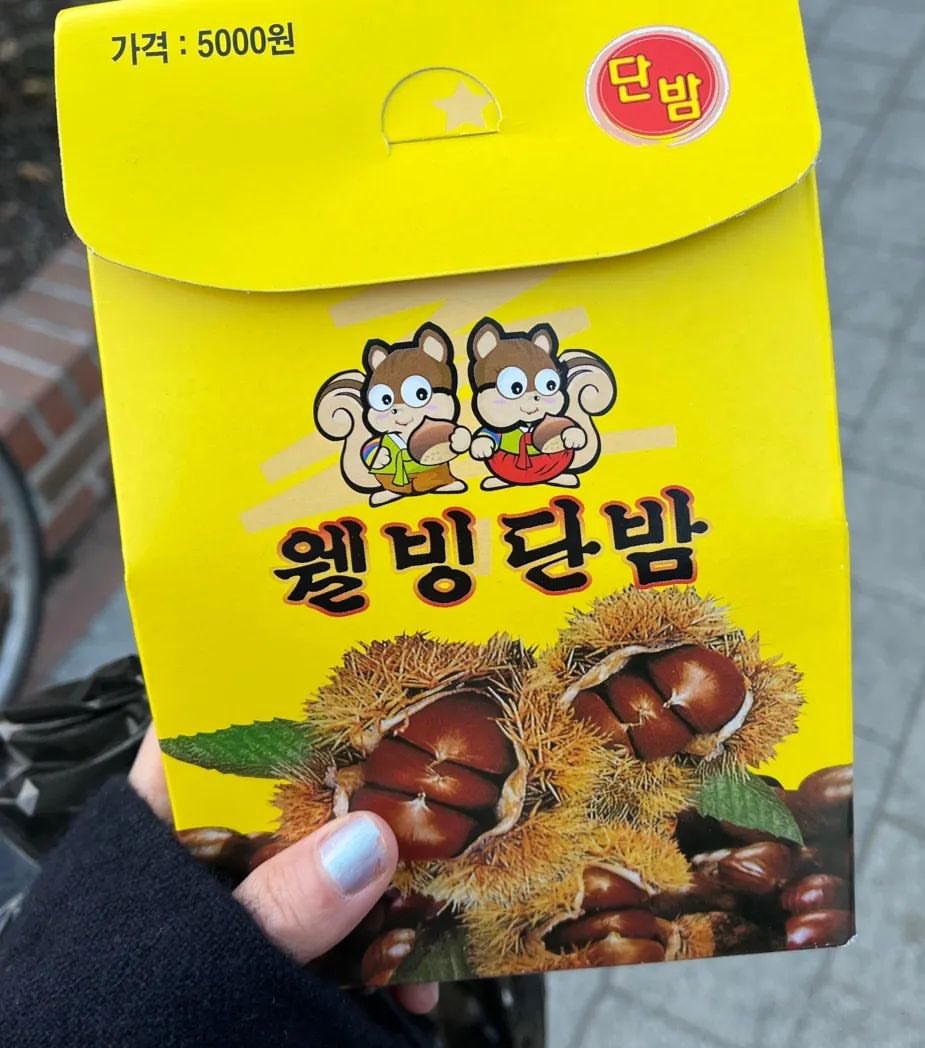 가격 : 5000원
단밤
웰빙단밤